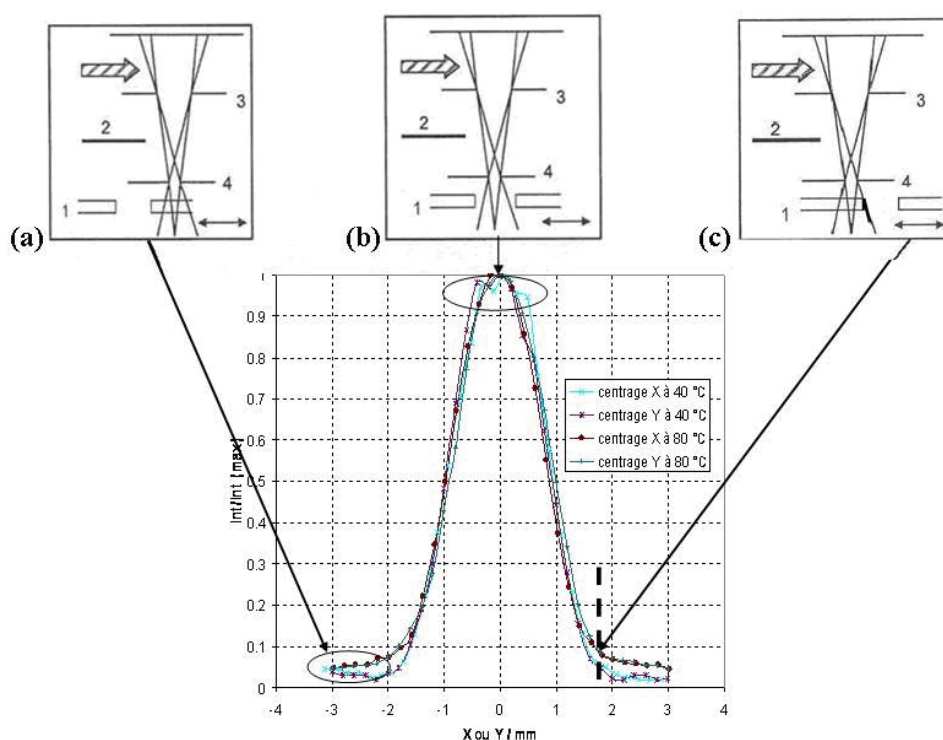 2
3
4
1
(a)
2
3
4
1
(b)
2
3
4
1
(c)
1
0.9
0.8
0.7
0.6
0.5
0.4
0.3
0.2
0.1
0
Int/Int (max)
centrage X à 40 °C
centrage Y à 40 °C
centrage X à 80 °C
centrage Y à 80 °C
-4 -3 -2 -1 0 1 2 3 4
X ou Y / mm